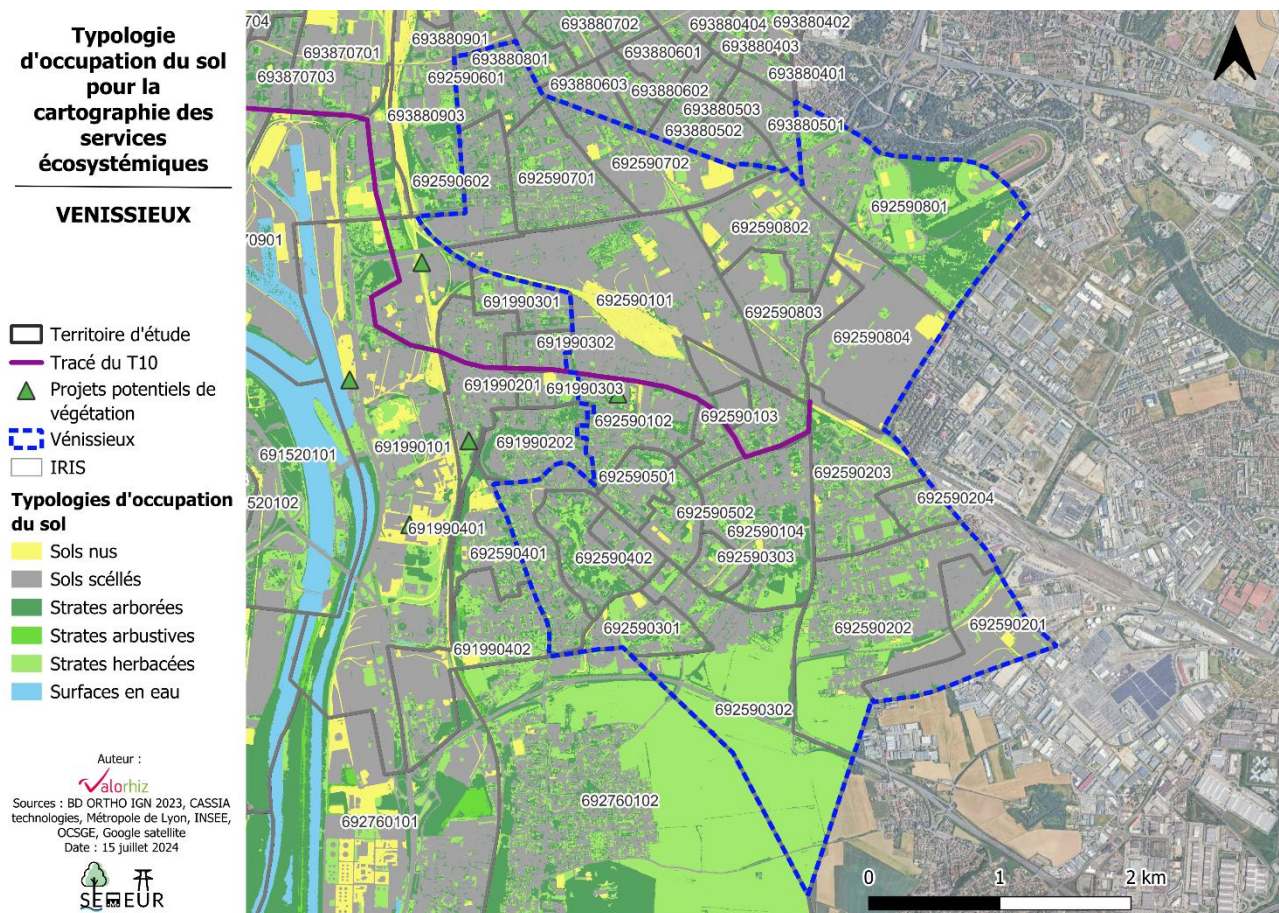 Typologie
d'occupation du sol
pour la
cartographie des
services
écosystémiques
VENISSIEUX
Territoire d'étude
Tracé du T10
Projets potentiels de
végétation
Vénissieux
IRIS
Typologies d'occupation
du sol
Sols nus
Sols scéllés
Strates arborées
Strates arbustives
Strates herbacées
Surfaces en eau
Auteur :
Valorhiz
Sources : BD ORTHO IGN 2023, CASSIA
technologies, Métropole de Lyon, INSEE,
OCSGE, Google satellite
Date : 15 juillet 2024
704
693870701
693870703
693880901
693880801
692590601
693880702
693880404
693880402
693880601
693880403
693880401
693880603
693880602
693880503
693880502
693880501
693880903
692590602
692590701
692590702
692590801
692590802
70901
691990301
692590101
692590803
692590804
691990302
691990201
691990303
692590102
692590103
691990101
691990202
691520101
520102
692590501
692590203
692590204
692590502
692590104
691990401
692590401
692590402
692590303
692590301
692590202
692590201
691990402
692590302
692760102
692760101
0
1
2 km